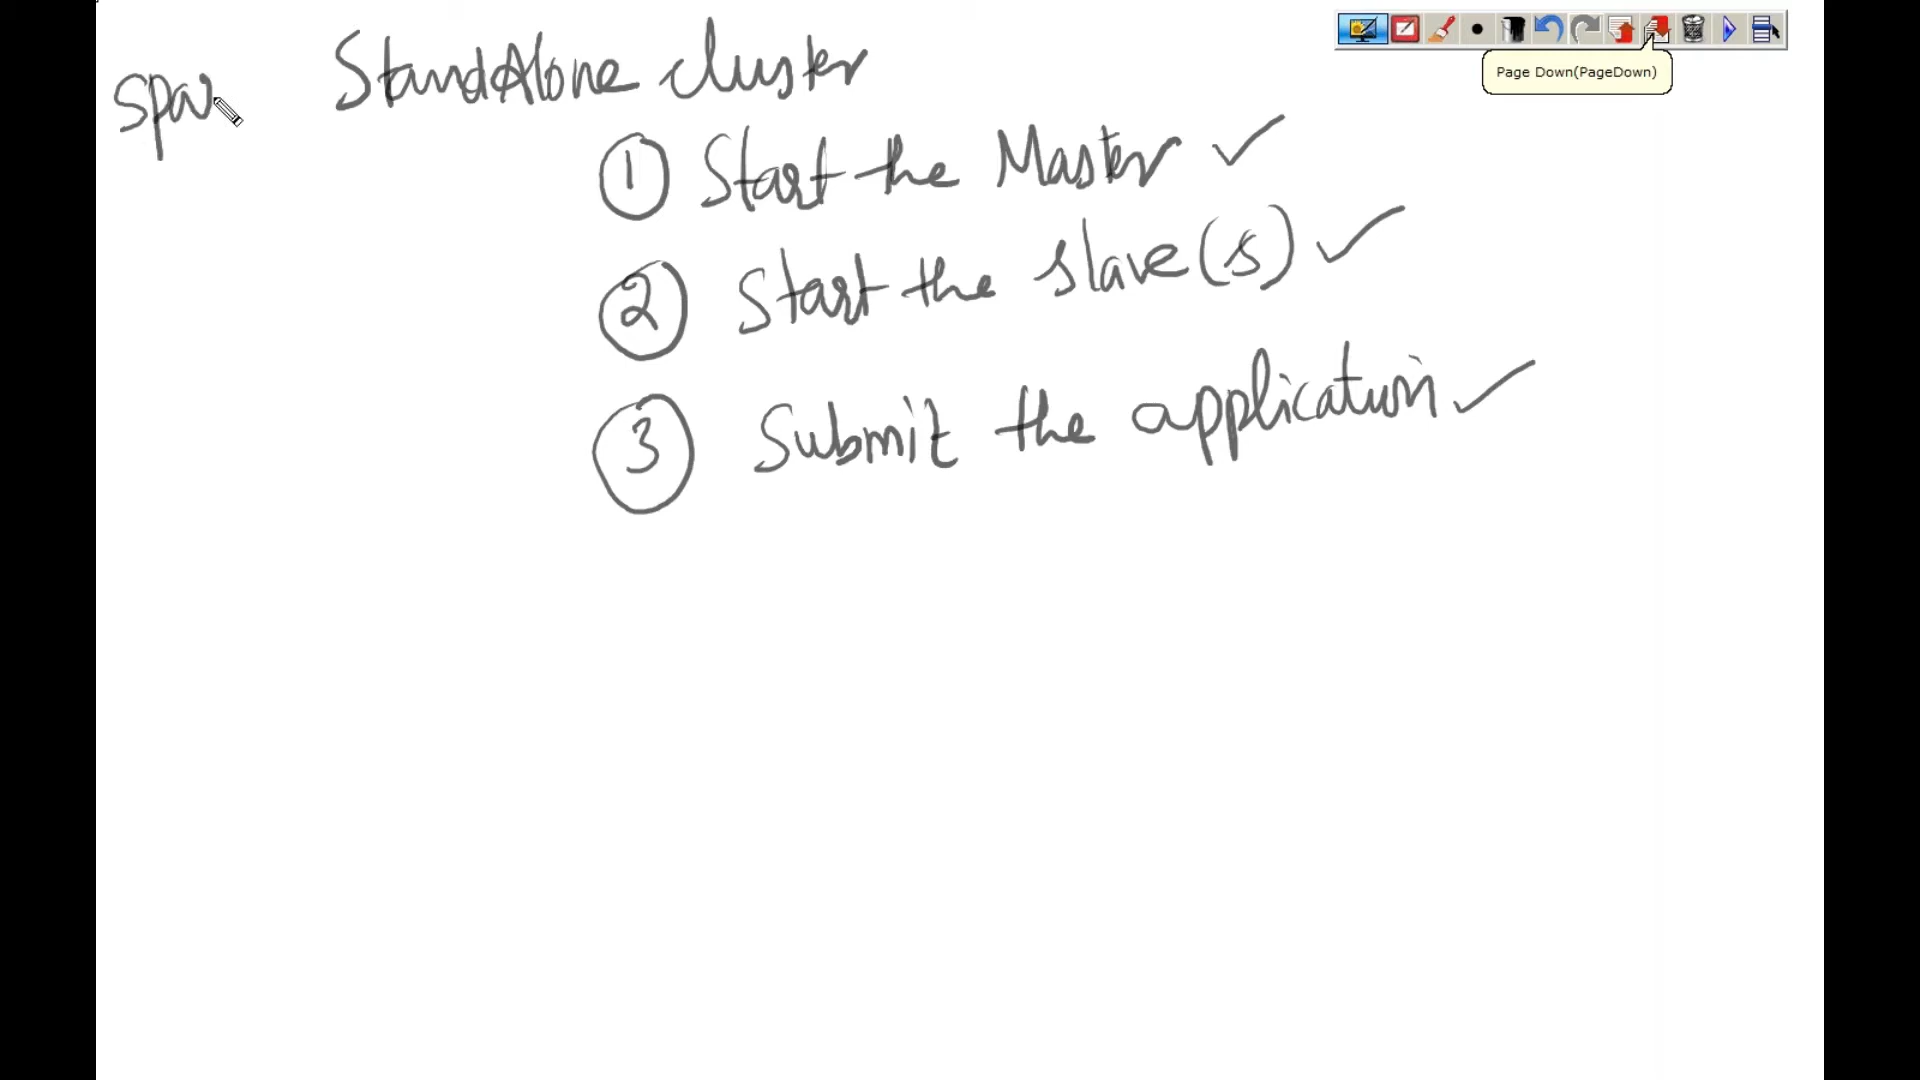 Spar StandAlone cluster
① Start the Master ✓
② Start the slave(s) ✓
③ Submit the application ✓
Page Down(PageDown)